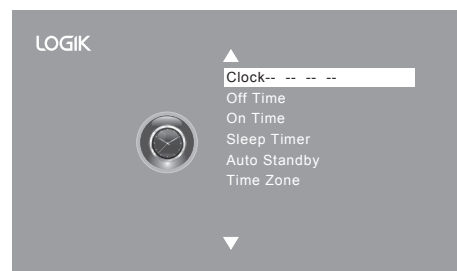 LOGIK
Clock-- -- -- --
Off Time
On Time
Sleep Timer
Auto Standby
Time Zone